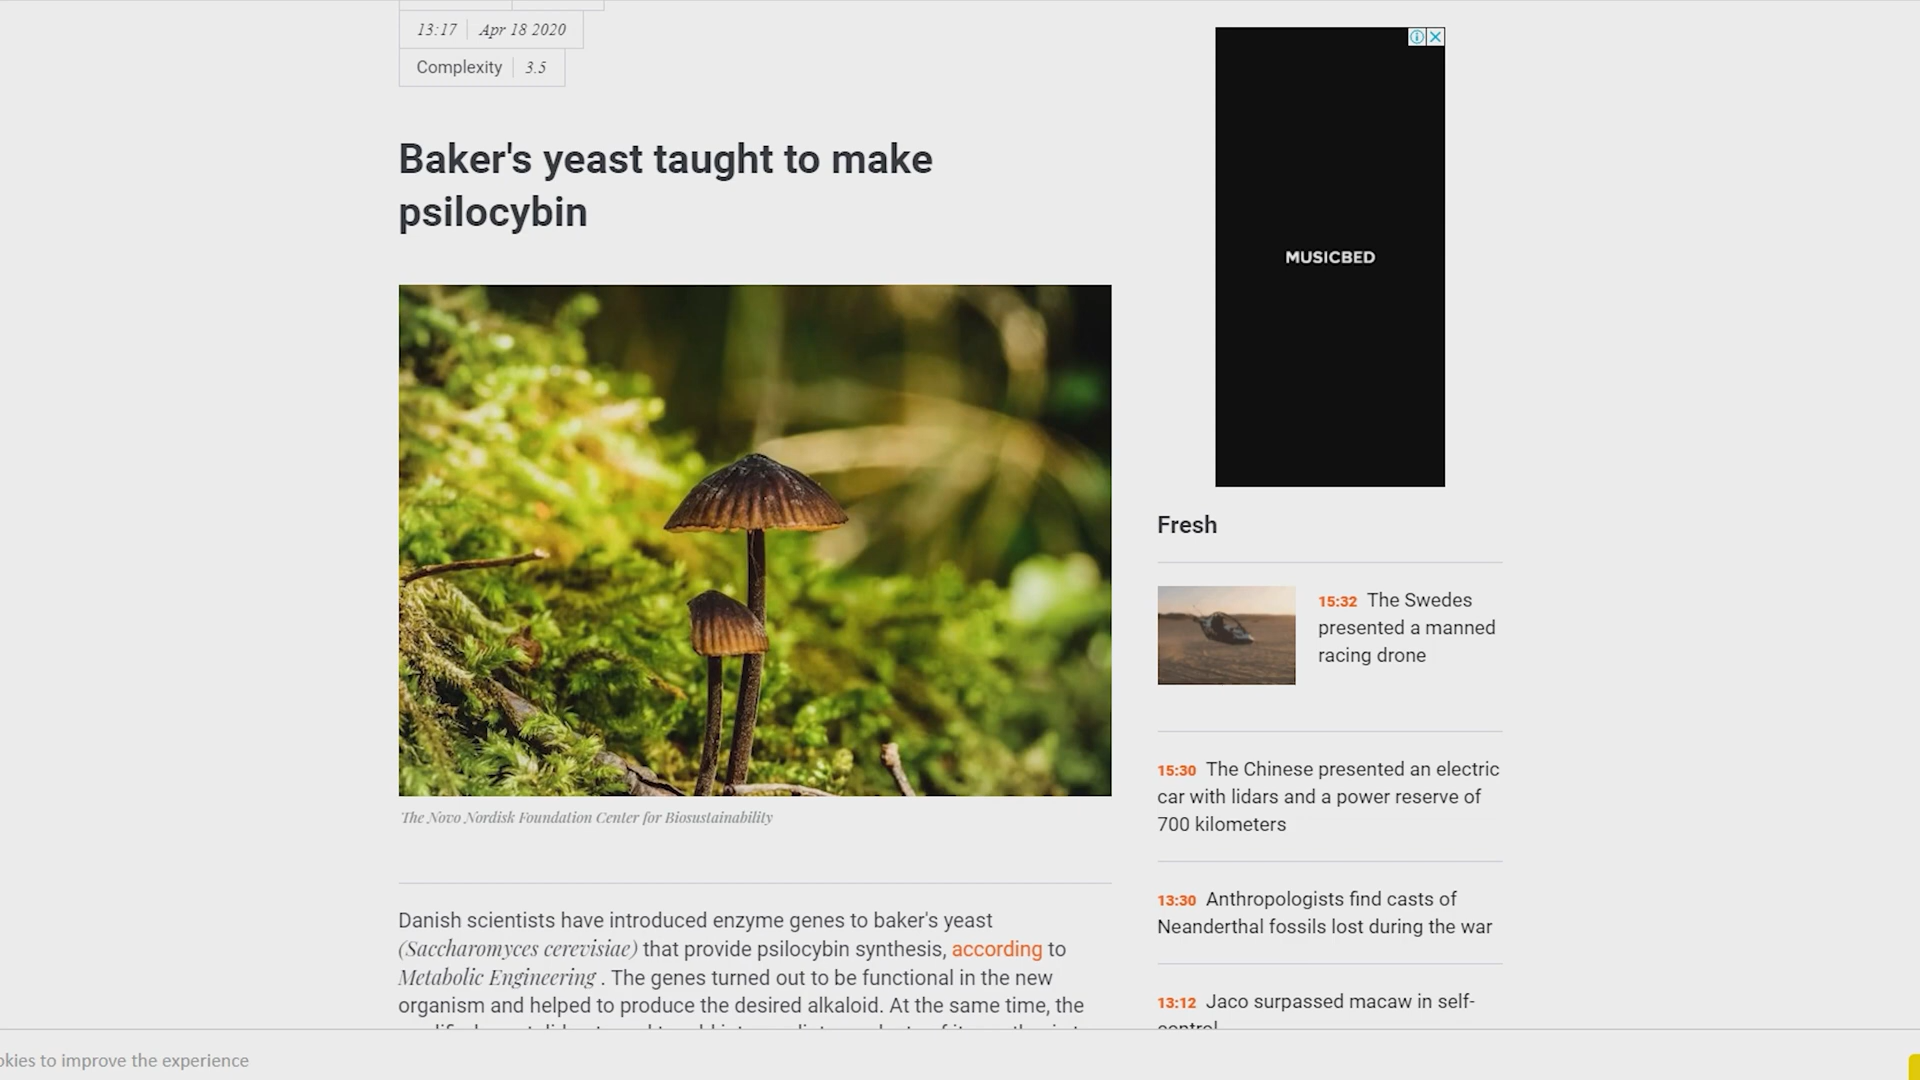 13:17 Apr 18 2020
Complexity 3.5
Baker's yeast taught to make
psilocybin
The Novo Nordisk Foundation Center for Biosustainability
Danish scientists have introduced enzyme genes to baker's yeast
(Saccharomyces cerevisiae) that provide psilocybin synthesis, according to
Metabolic Engineering . The genes turned out to be functional in the new
organism and helped to produce the desired alkaloid. At the same time, the
MUSICBED
Fresh
15:32 The Swedes
presented a manned
racing drone
15:30 The Chinese presented an electric
car with lidars and a power reserve of
700 kilometers
13:30 Anthropologists find casts of
Neanderthal fossils lost during the war
13:12 Jaco surpassed macaw in self-
control
okies to improve the experience